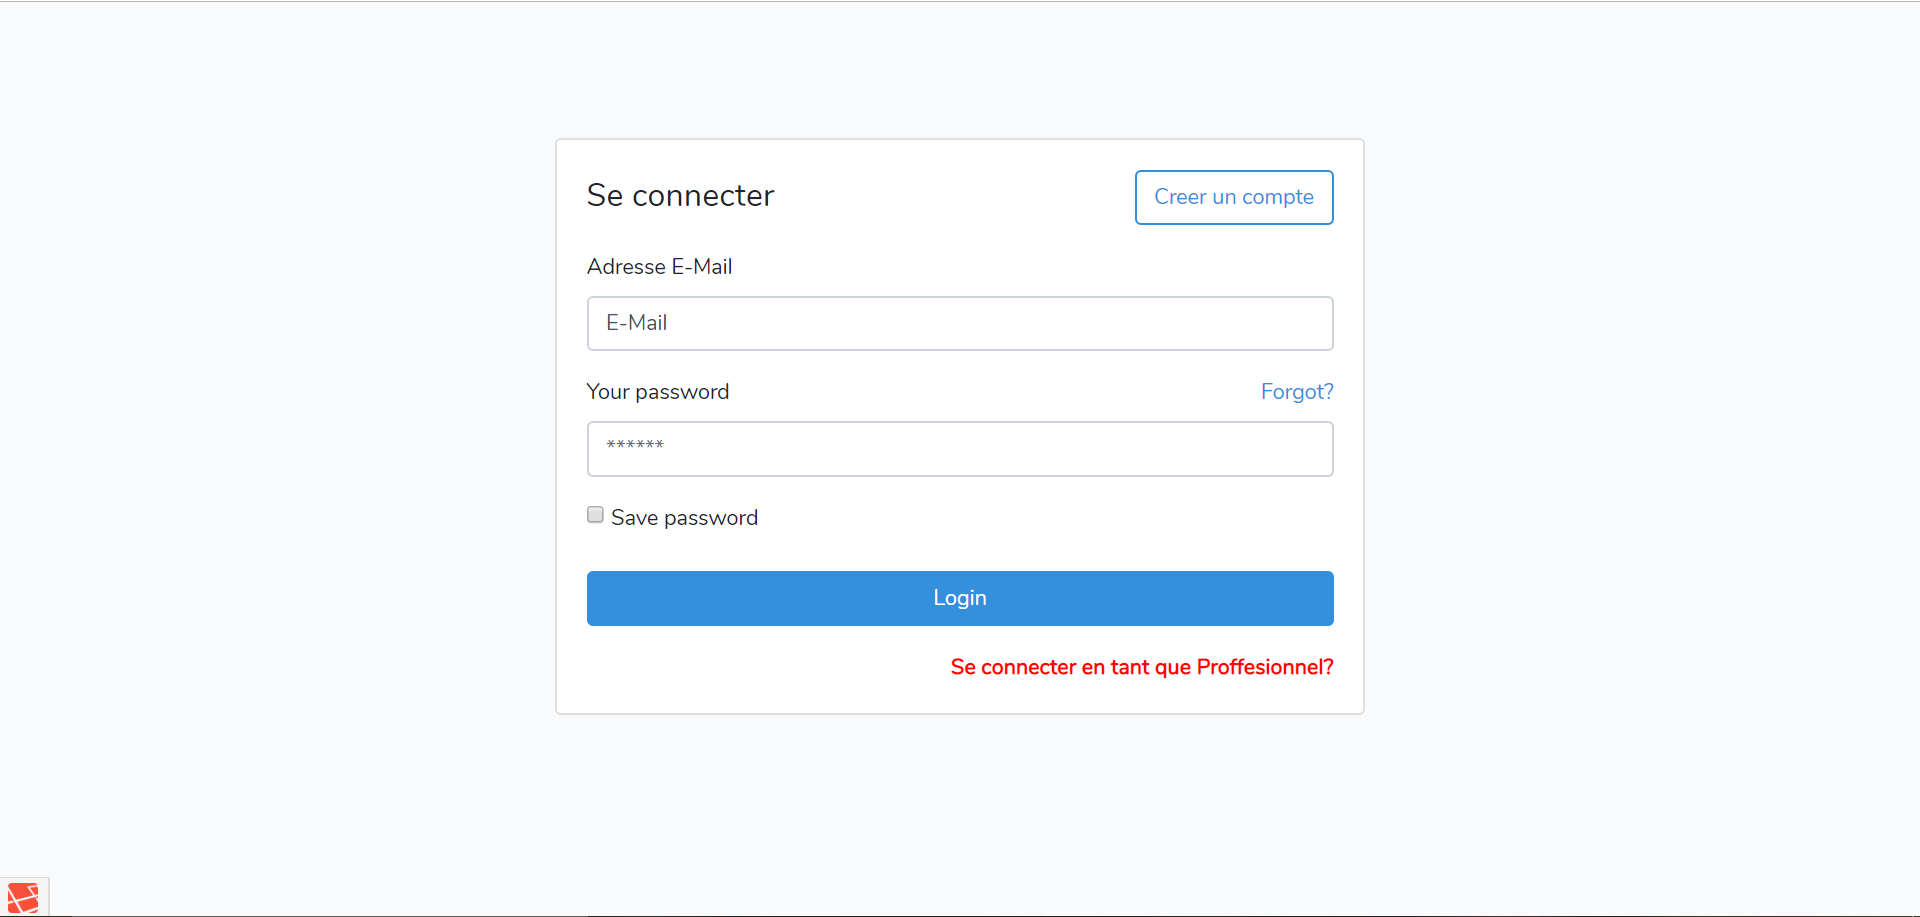 Se connecter
Creer un compte
Adresse E-Mail
E-Mail
Your password
Forgot?
******
Save password
Login
Se connecter en tant que Proffesionnel?